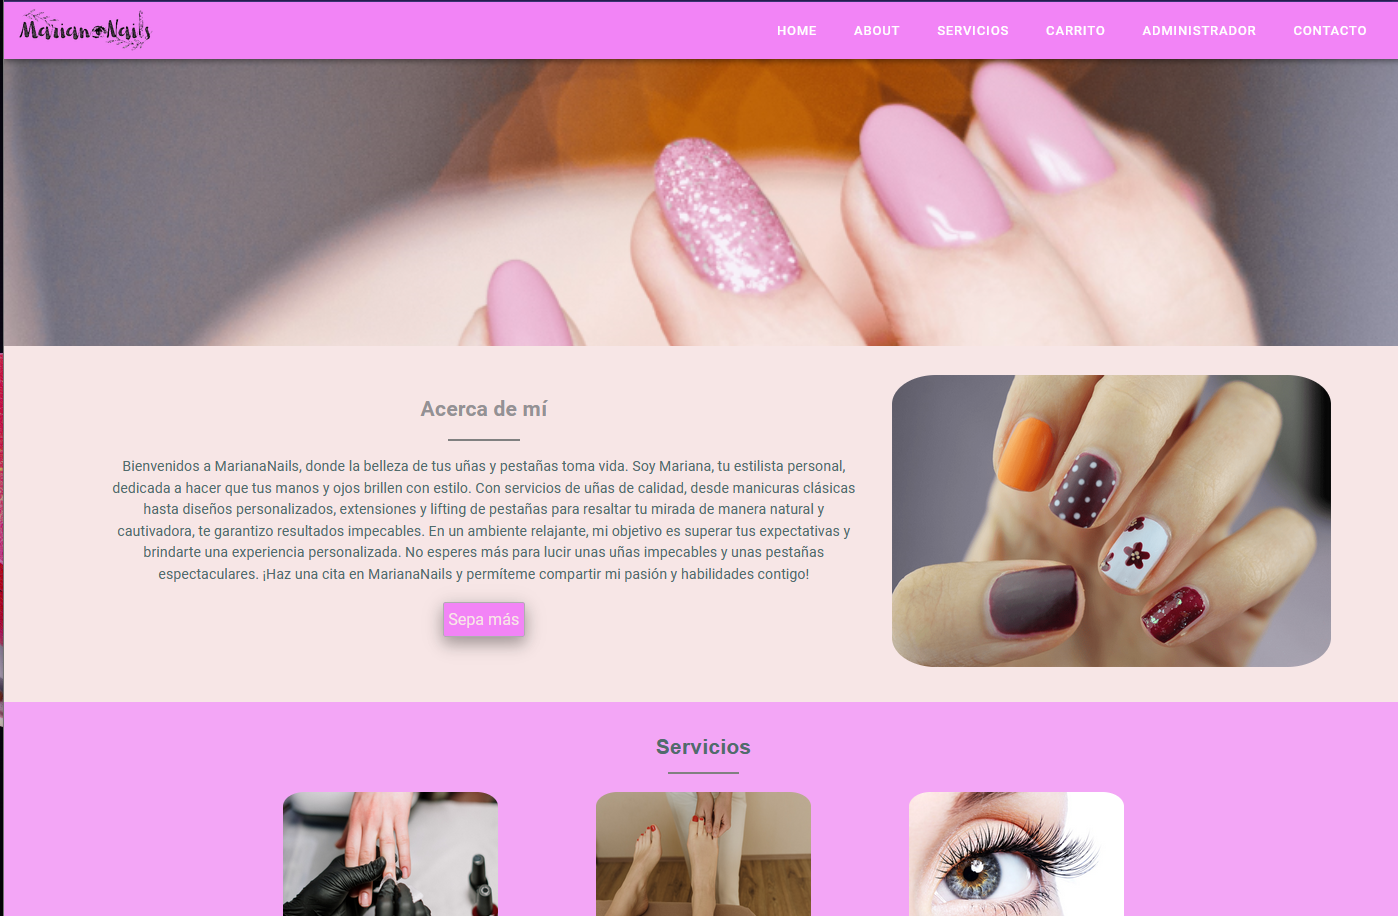 MarianaNails
HOME ABOUT SERVICIOS CARRITO ADMINISTRADOR CONTACTO
Acerca de mí
Bienvenidos a MarianaNails, donde la belleza de tus uñas y pestañas toma vida. Soy Mariana, tu estilista personal,
dedicada a hacer que tus manos y ojos brillen con estilo. Con servicios de uñas de calidad, desde manicuras clásicas
hasta diseños personalizados, extensiones y lifting de pestañas para resaltar tu mirada de manera natural y
cautivadora, te garantizo resultados impecables. En un ambiente relajante, mi objetivo es superar tus expectativas y
brindarte una experiencia personalizada. No esperes más para lucir unas uñas impecables y unas pestañas
espectaculares. ¡Haz una cita en MarianaNails y permíteme compartir mi pasión y habilidades contigo!
Sepa más
Servicios